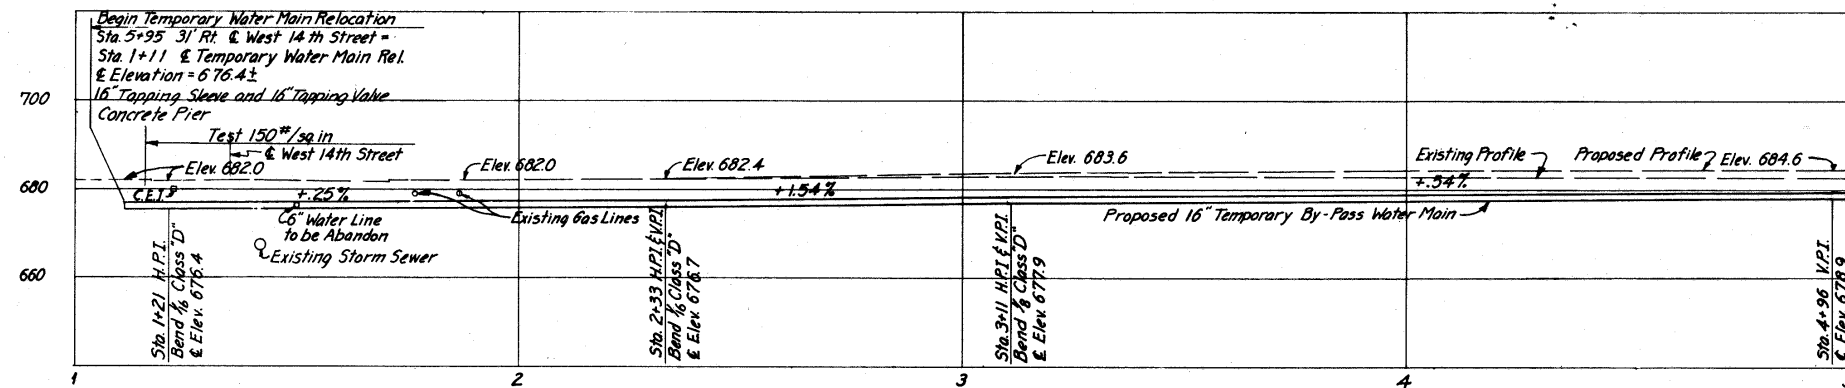 Begin Temporary Water Main Relocation
Sta. 5+95 31' Rt. ℄ West 14th Street =
Sta. 1+11 ℄ Temporary Water Main Rel.
℄ Elevation = 676.4±
16" Tapping Sleeve and 16" Tapping Valve
Concrete Pier
700
Test 150#/sq.in
℄ West 14th Street
Elev. 682.0
Elev. 682.0
Elev. 682.4
Elev. 683.6
Existing Profile
Proposed Profile
Elev. 684.6
680
C.E.I.
+.25%
+1.54%
+.54%
6" Water Line
to be Abandon
Existing Gas Lines
Proposed 16" Temporary By-Pass Water Main
Existing Storm Sewer
660
Sta. 1+21 H.P.I.
Bend 1/16 Class "D"
℄ Elev. 676.4
Sta. 2+33 H.P.I. & V.P.I.
Bend 1/16 Class "D"
℄ Elev. 676.7
Sta. 3+11 H.P.I. & V.P.I.
Bend 1/8 Class "D"
℄ Elev. 677.9
Sta. 4+96 V.P.I.
℄ Elev. 678.9
1
2
3
4